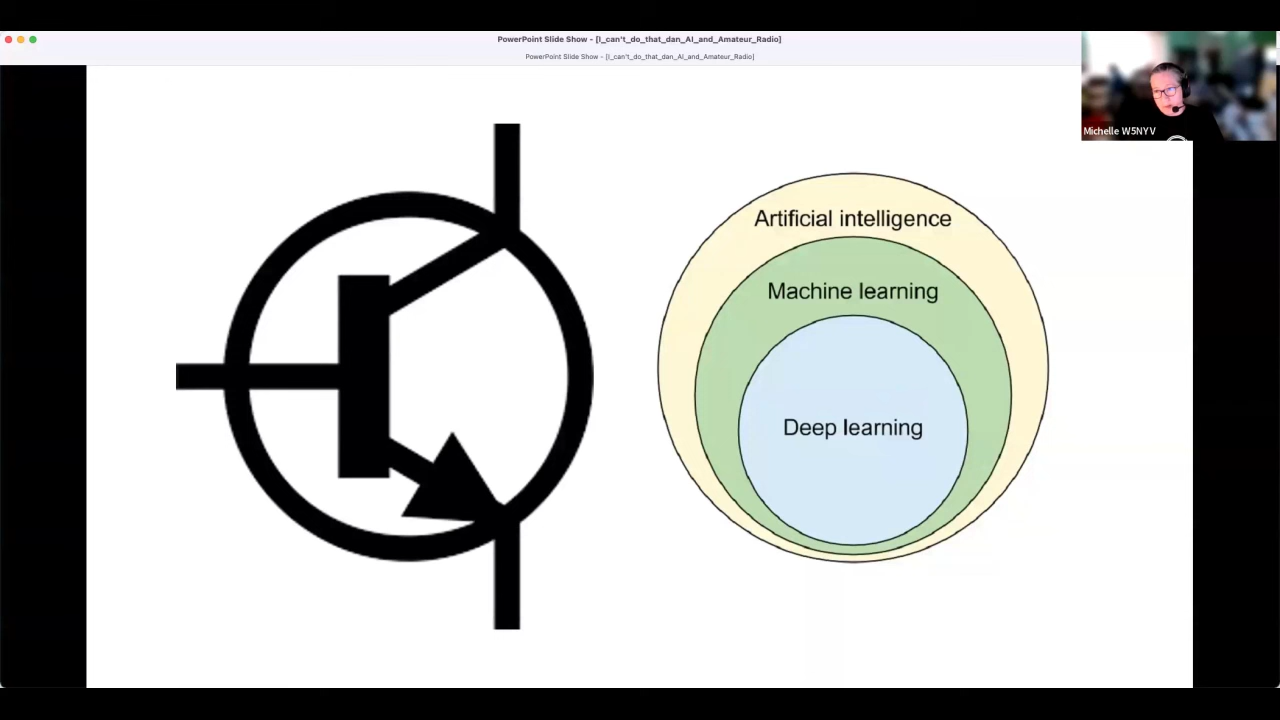 PowerPoint Slide Show - [I_can't_do_that_dan_AI_and_Amateur_Radio]
PowerPoint Slide Show - [I_can't_do_that_dan_AI_and_Amateur_Radio]
Michelle W5NYV
Artificial intelligence
Machine learning
Deep learning